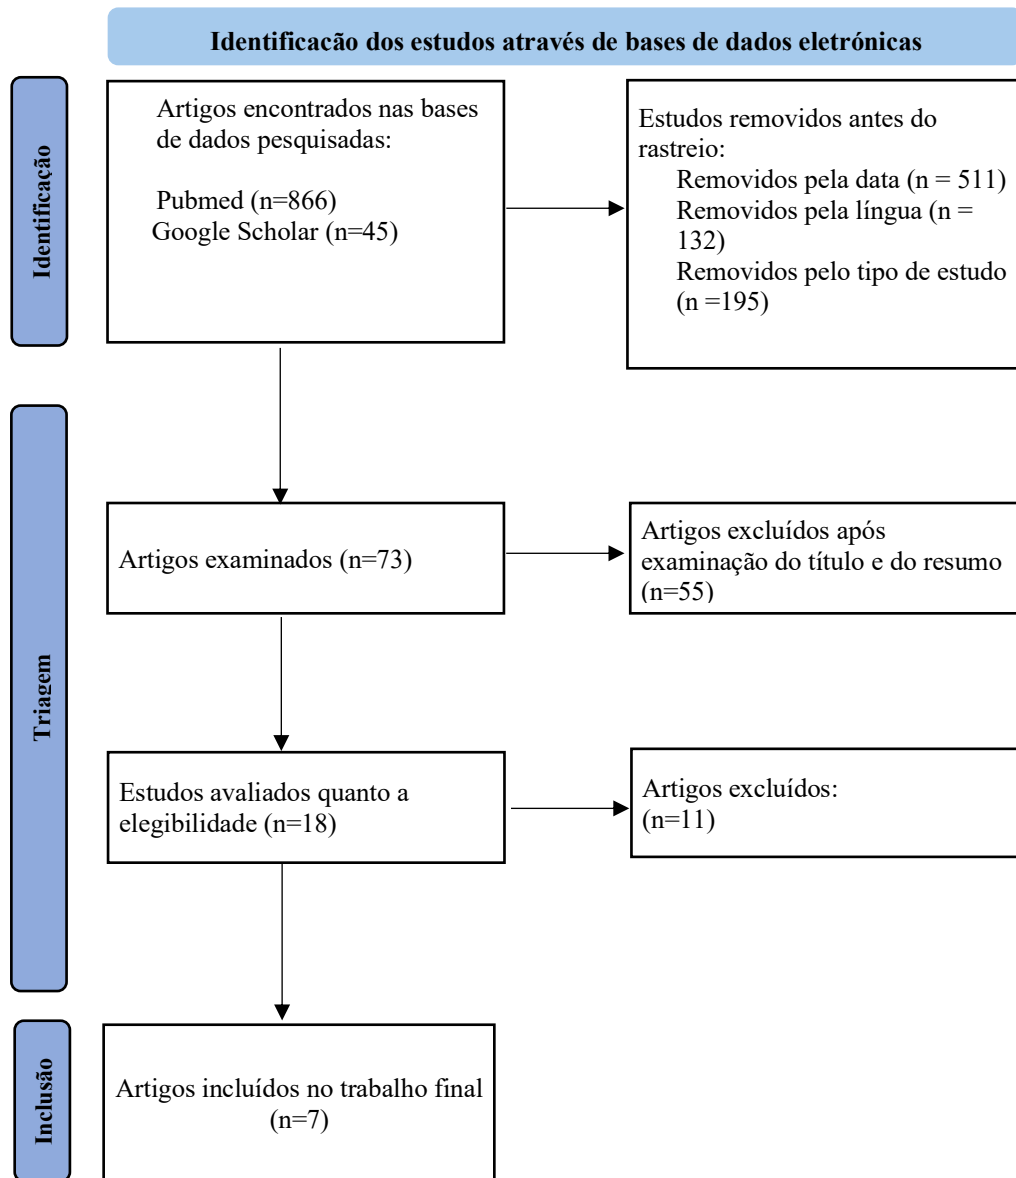 Identificacão dos estudos através de bases de dados eletrónicas
Identificação
Artigos encontrados nas bases
de dados pesquisadas:
Pubmed (n=866)
Google Scholar (n=45)
Estudos removidos antes do
rastreio:
Removidos pela data (n = 511)
Removidos pela língua (n =
132)
Removidos pelo tipo de estudo
(n =195)
Triagem
Artigos examinados (n=73)
Artigos excluídos após
examinação do título e do resumo
(n=55)
Estudos avaliados quanto a
elegibilidade (n=18)
Artigos excluídos:
(n=11)
Inclusão
Artigos incluídos no trabalho final
(n=7)